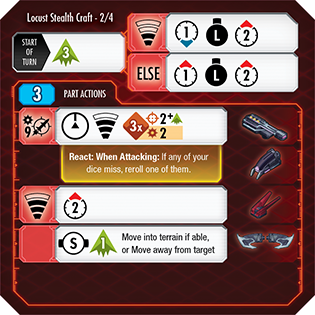 Locust Stealth Craft - 2/4
START OF TURN
3
1 L 2
ELSE
1 L 2
3 PART ACTIONS
9 3x 2+ 2
React: When Attacking: If any of your
dice miss, reroll one of them.
2
S 1 Move into terrain if able,
or Move away from target